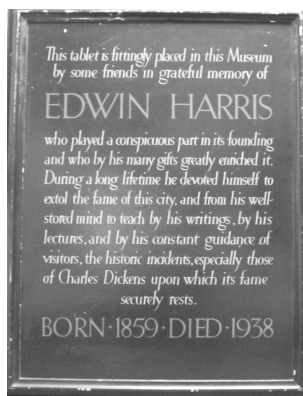 This tablet is fittingly placed in this Museum
by some friends in grateful memory of
EDWIN HARRIS
who played a conspicuous part in its founding
and who by his many gifts greatly enriched it.
During a long lifetime he devoted himself to
extol the fame of this city, and from his well-
stored mind to teach by his writings, by his
lectures, and by his constant guidance of
visitors, the historic incidents, especially those
of Charles Dickens upon which its fame
securely rests.
BORN·1859·DIED·1938